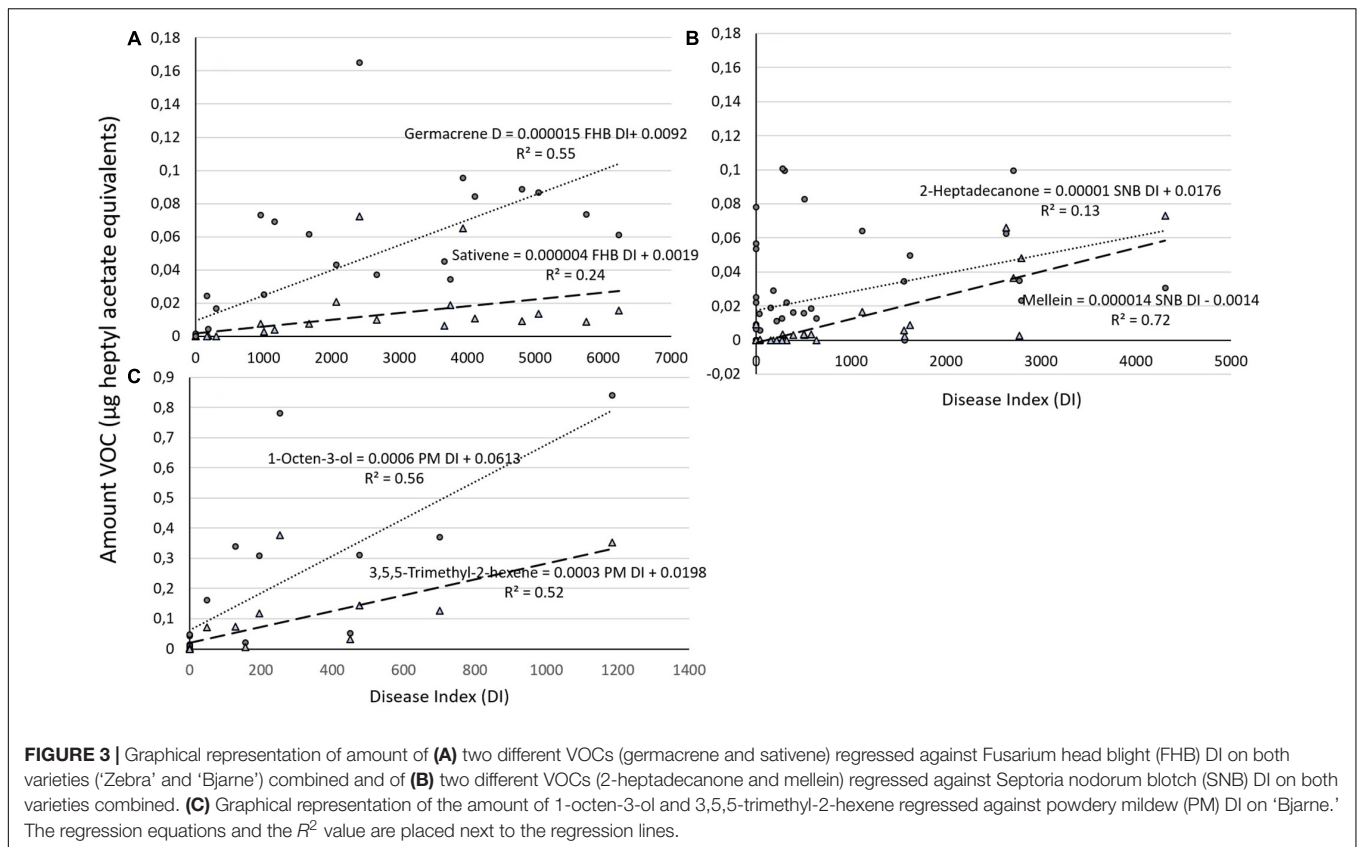 Amount VOC (µg heptyl acetate equivalents)
A
0,18
0,16
0,14
0,12
0,1
0,08
0,06
0,04
0,02
0
Germacrene D = 0.000015 FHB DI+ 0.0092
R² = 0.55
Sativene = 0.000004 FHB DI + 0.0019
R² = 0.24
0 1000 2000 3000 4000 5000 6000 7000
B
0,18
0,16
0,14
0,12
0,1
0,08
0,06
0,04
0,02
0
-0,02
2-Heptadecanone = 0.00001 SNB DI + 0.0176
R² = 0.13
Mellein = 0.000014 SNB DI - 0.0014
R² = 0.72
0 1000 2000 3000 4000 5000
Disease Index (DI)
C
0,9
0,8
0,7
0,6
0,5
0,4
0,3
0,2
0,1
0
1-Octen-3-ol = 0.0006 PM DI + 0.0613
R² = 0.56
3,5,5-Trimethyl-2-hexene = 0.0003 PM DI + 0.0198
R² = 0.52
0 200 400 600 800 1000 1200 1400
Disease Index (DI)
FIGURE 3 | Graphical representation of amount of (A) two different VOCs (germacrene and sativene) regressed against Fusarium head blight (FHB) DI on both
varieties (‘Zebra’ and ‘Bjarne’) combined and of (B) two different VOCs (2-heptadecanone and mellein) regressed against Septoria nodorum blotch (SNB) DI on both
varieties combined. (C) Graphical representation of the amount of 1-octen-3-ol and 3,5,5-trimethyl-2-hexene regressed against powdery mildew (PM) DI on ‘Bjarne.’
The regression equations and the R² value are placed next to the regression lines.